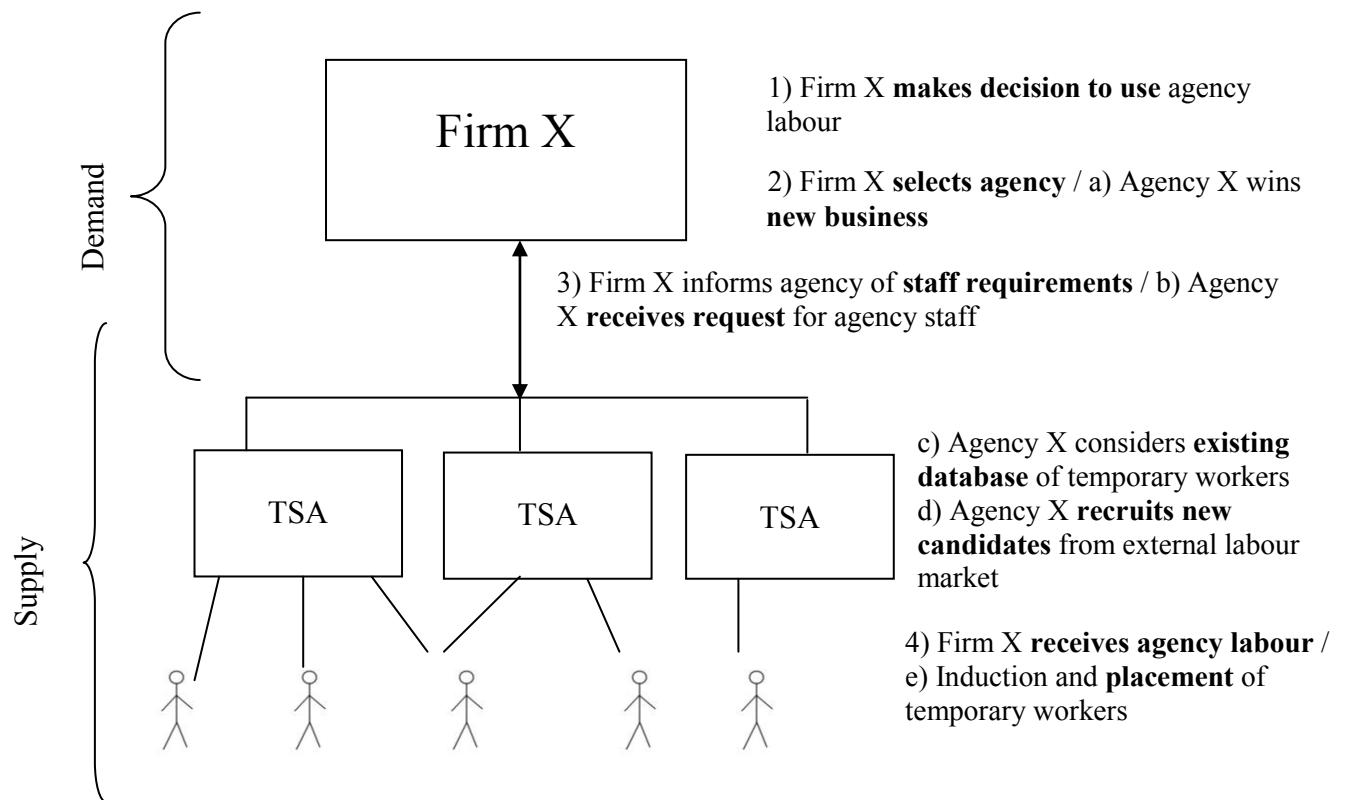 Demand
Firm X
1) Firm X makes decision to use agency
labour
2) Firm X selects agency / a) Agency X wins
new business
3) Firm X informs agency of staff requirements / b) Agency
X receives request for agency staff
Supply
TSA
TSA
TSA
c) Agency X considers existing
database of temporary workers
d) Agency X recruits new
candidates from external labour
market
4) Firm X receives agency labour /
e) Induction and placement of
temporary workers